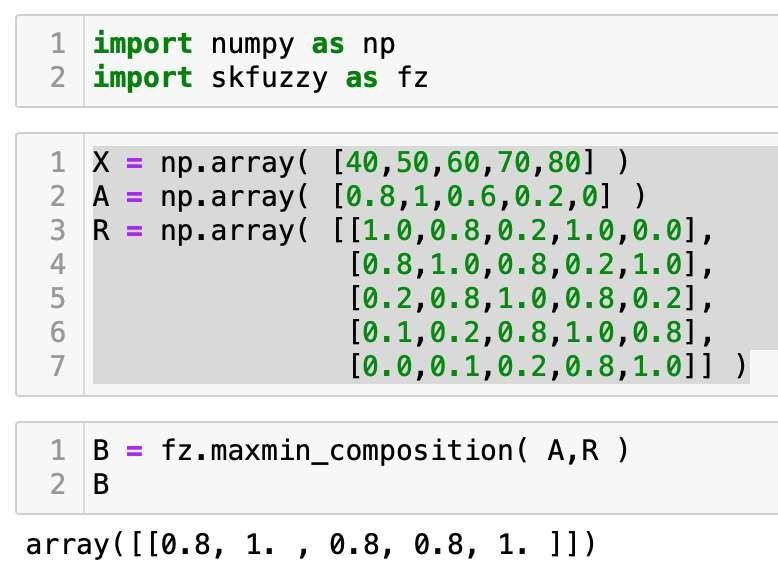 1 import numpy as np
2 import skfuzzy as fz
1 X = np.array( [40,50,60,70,80] )
2 A = np.array( [0.8,1,0.6,0.2,0] )
3 R = np.array( [[1.0,0.8,0.2,1.0,0.0],
4 [0.8,1.0,0.8,0.2,1.0],
5 [0.2,0.8,1.0,0.8,0.2],
6 [0.1,0.2,0.8,1.0,0.8],
7 [0.0,0.1,0.2,0.8,1.0]] )
1 B = fz.maxmin_composition( A,R )
2 B
array([[0.8, 1. , 0.8, 0.8, 1. ]])